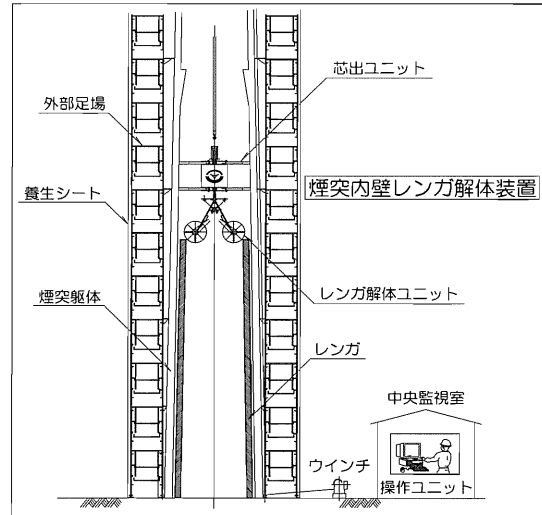 芯出ユニット
外部足場
煙突内壁レンガ解体装置
養生シート
レンガ解体ユニット
煙突躯体
レンガ
中央監視室
ウインチ
操作ユニット